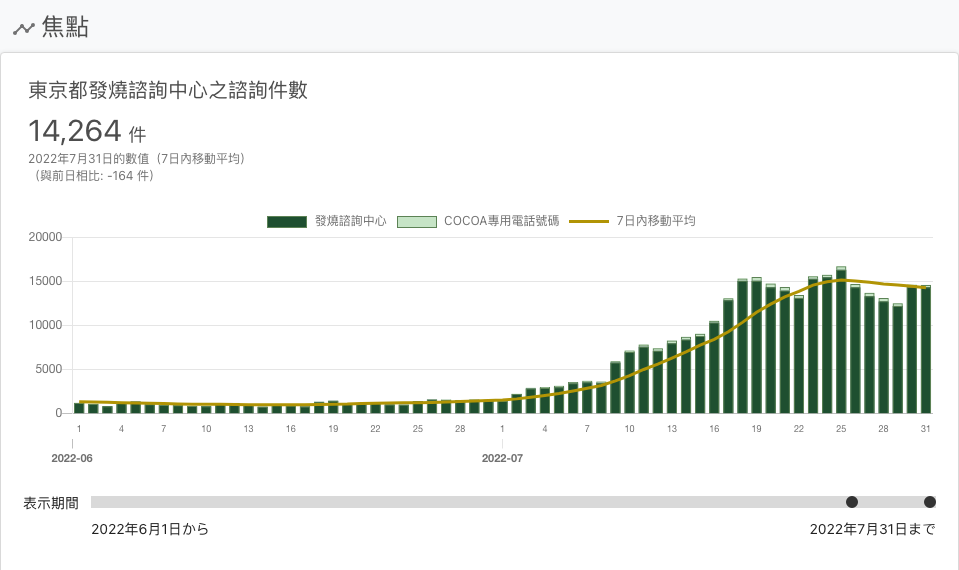 焦點
東京都發燒諮詢中心之諮詢件數
14,264 件
2022年7月31日的數值（7日內移動平均）
（與前日相比: -164 件）
發燒諮詢中心 COCOA專用電話號碼 7日內移動平均
20000
15000
10000
5000
0
1 4 7 10 13 16 19 22 25 28 1 4 7 10 13 16 19 22 25 28 31
2022-06 2022-07
表示期間
2022年6月1日から 2022年7月31日まで